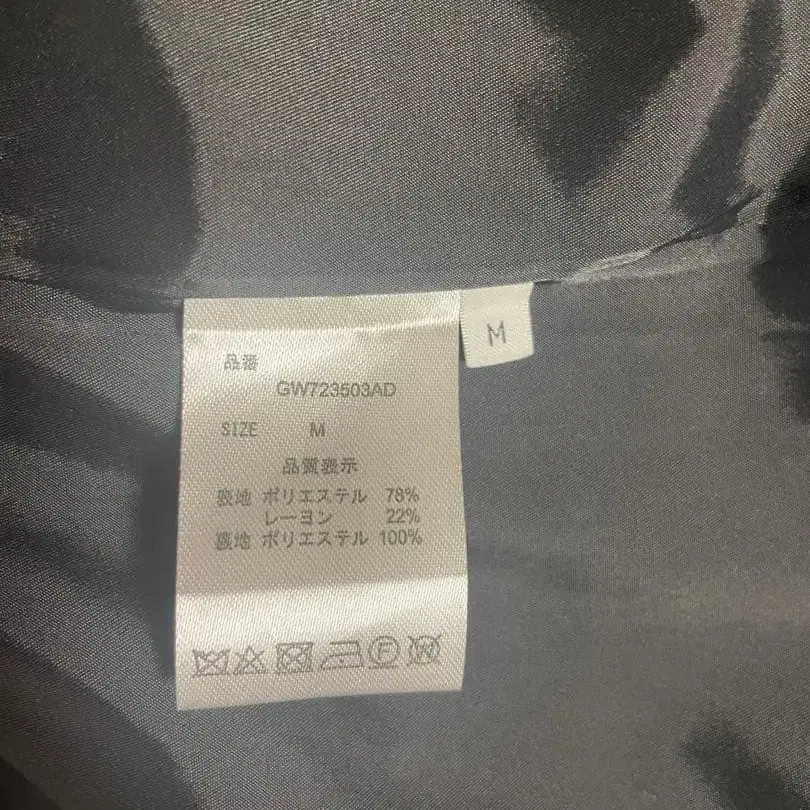 品番
GW723503AD
SIZE M
品質表示
表地 ポリエステル 78%
レーヨン 22%
裏地 ポリエステル 100%
F
W
M